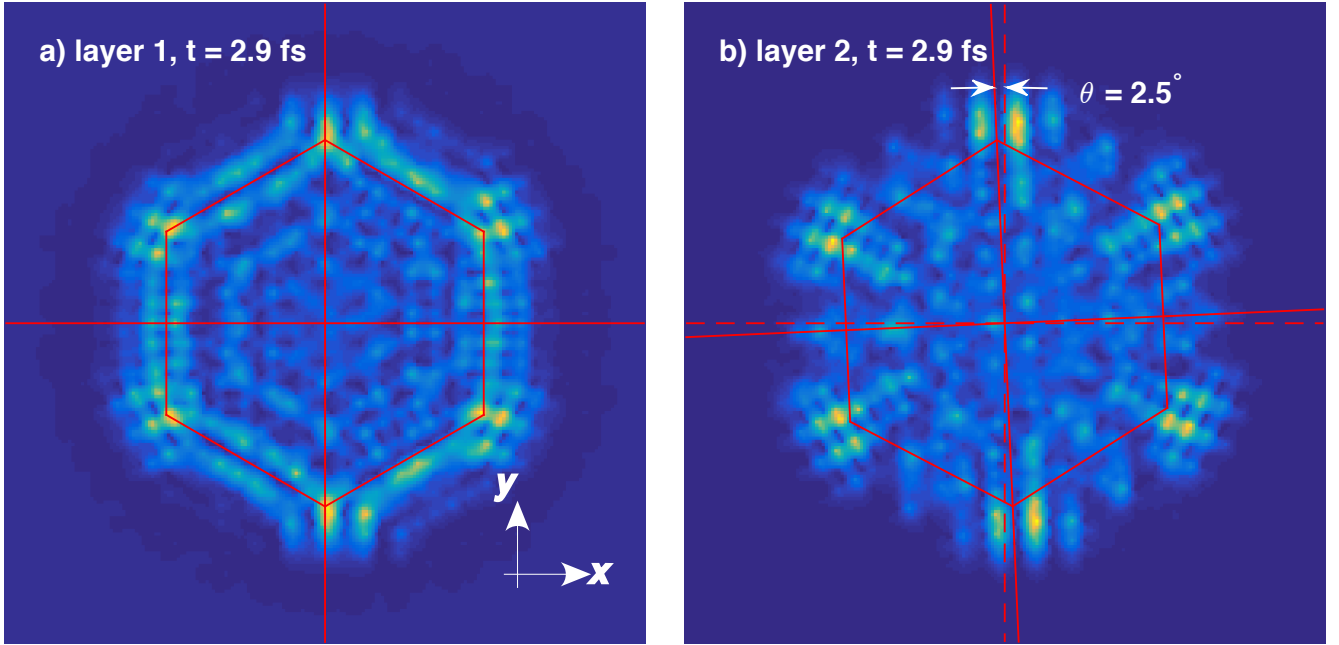 a) layer 1, t = 2.9 fs
y
x
b) layer 2, t = 2.9 fs
θ = 2.5°